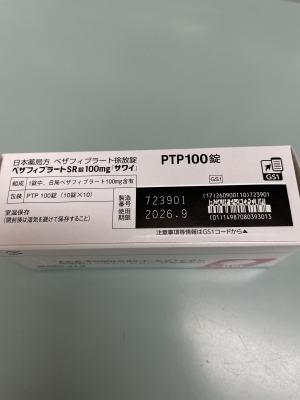 日本薬局方 ベザフィブラート徐放錠
ベザフィブラートSR錠100mg「サワイ」
PTP100錠
GS1
組成 1錠中、日局ベザフィブラート100mg含有
包装 PTP 100錠(10錠×10)
室温保存
(開封後は湿気を避けて保存すること)
製造番号 723901
使用期限 2026.9
GS1
(17)260900(10)723901
(01)14987080393013
注意事項等情報はGS1コードから▲